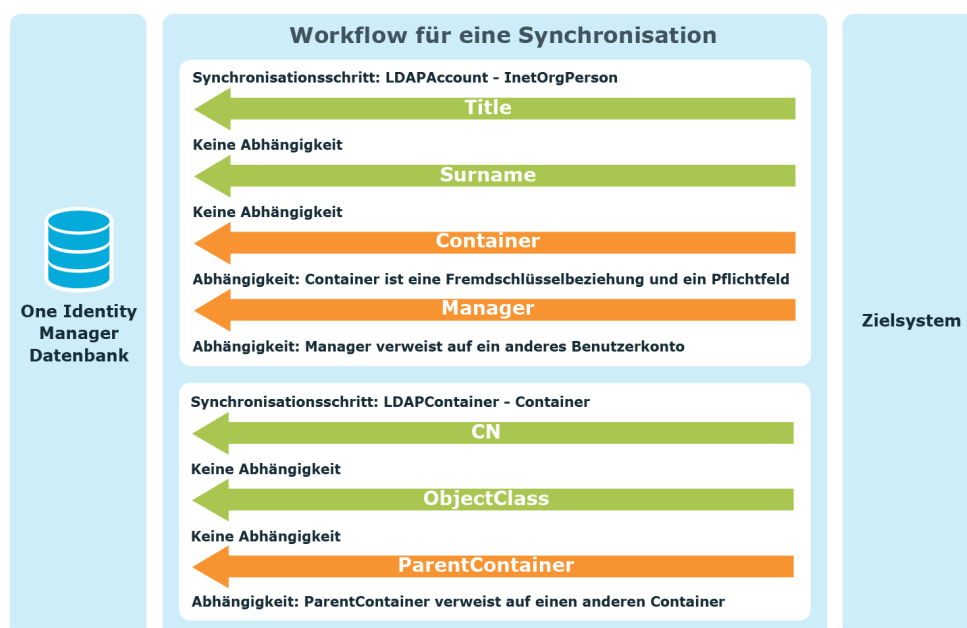 Workflow für eine Synchronisation
Synchronisationsschritt: LDAPAccount - InetOrgPerson
Title
Keine Abhängigkeit
Surname
Keine Abhängigkeit
Container
Abhängigkeit: Container ist eine Fremdschlüsselbeziehung und ein Pflichtfeld
Manager
Abhängigkeit: Manager verweist auf ein anderes Benutzerkonto
One Identity
Manager
Datenbank
Zielsystem
Synchronisationsschritt: LDAPContainer - Container
CN
Keine Abhängigkeit
ObjectClass
Keine Abhängigkeit
ParentContainer
Abhängigkeit: ParentContainer verweist auf einen anderen Container